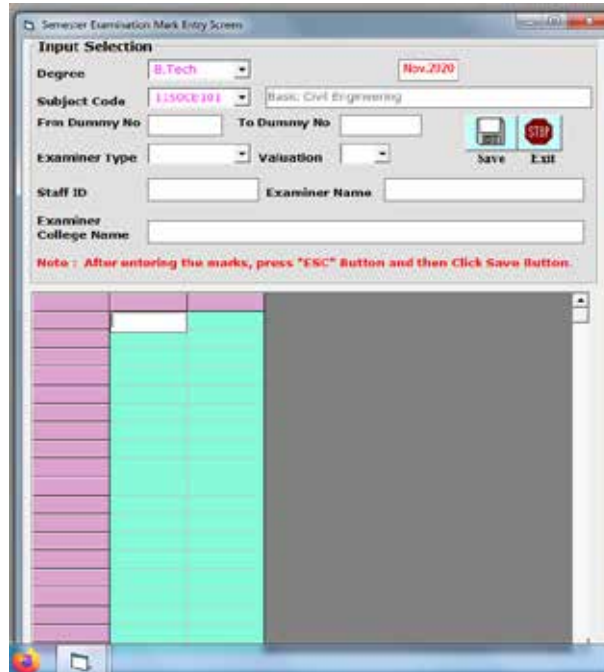 Semester Examination Mark Entry Screen
Input Selection
Degree B.Tech Nov.2020
Subject Code 1150CE101 Basic Civil Engineering
Frm Dummy No To Dummy No
Examiner Type Valuation Save STOP Exit
Staff ID Examiner Name
Examiner
College Name
Note : After entering the marks, press "ESC" Button and then Click Save Button.